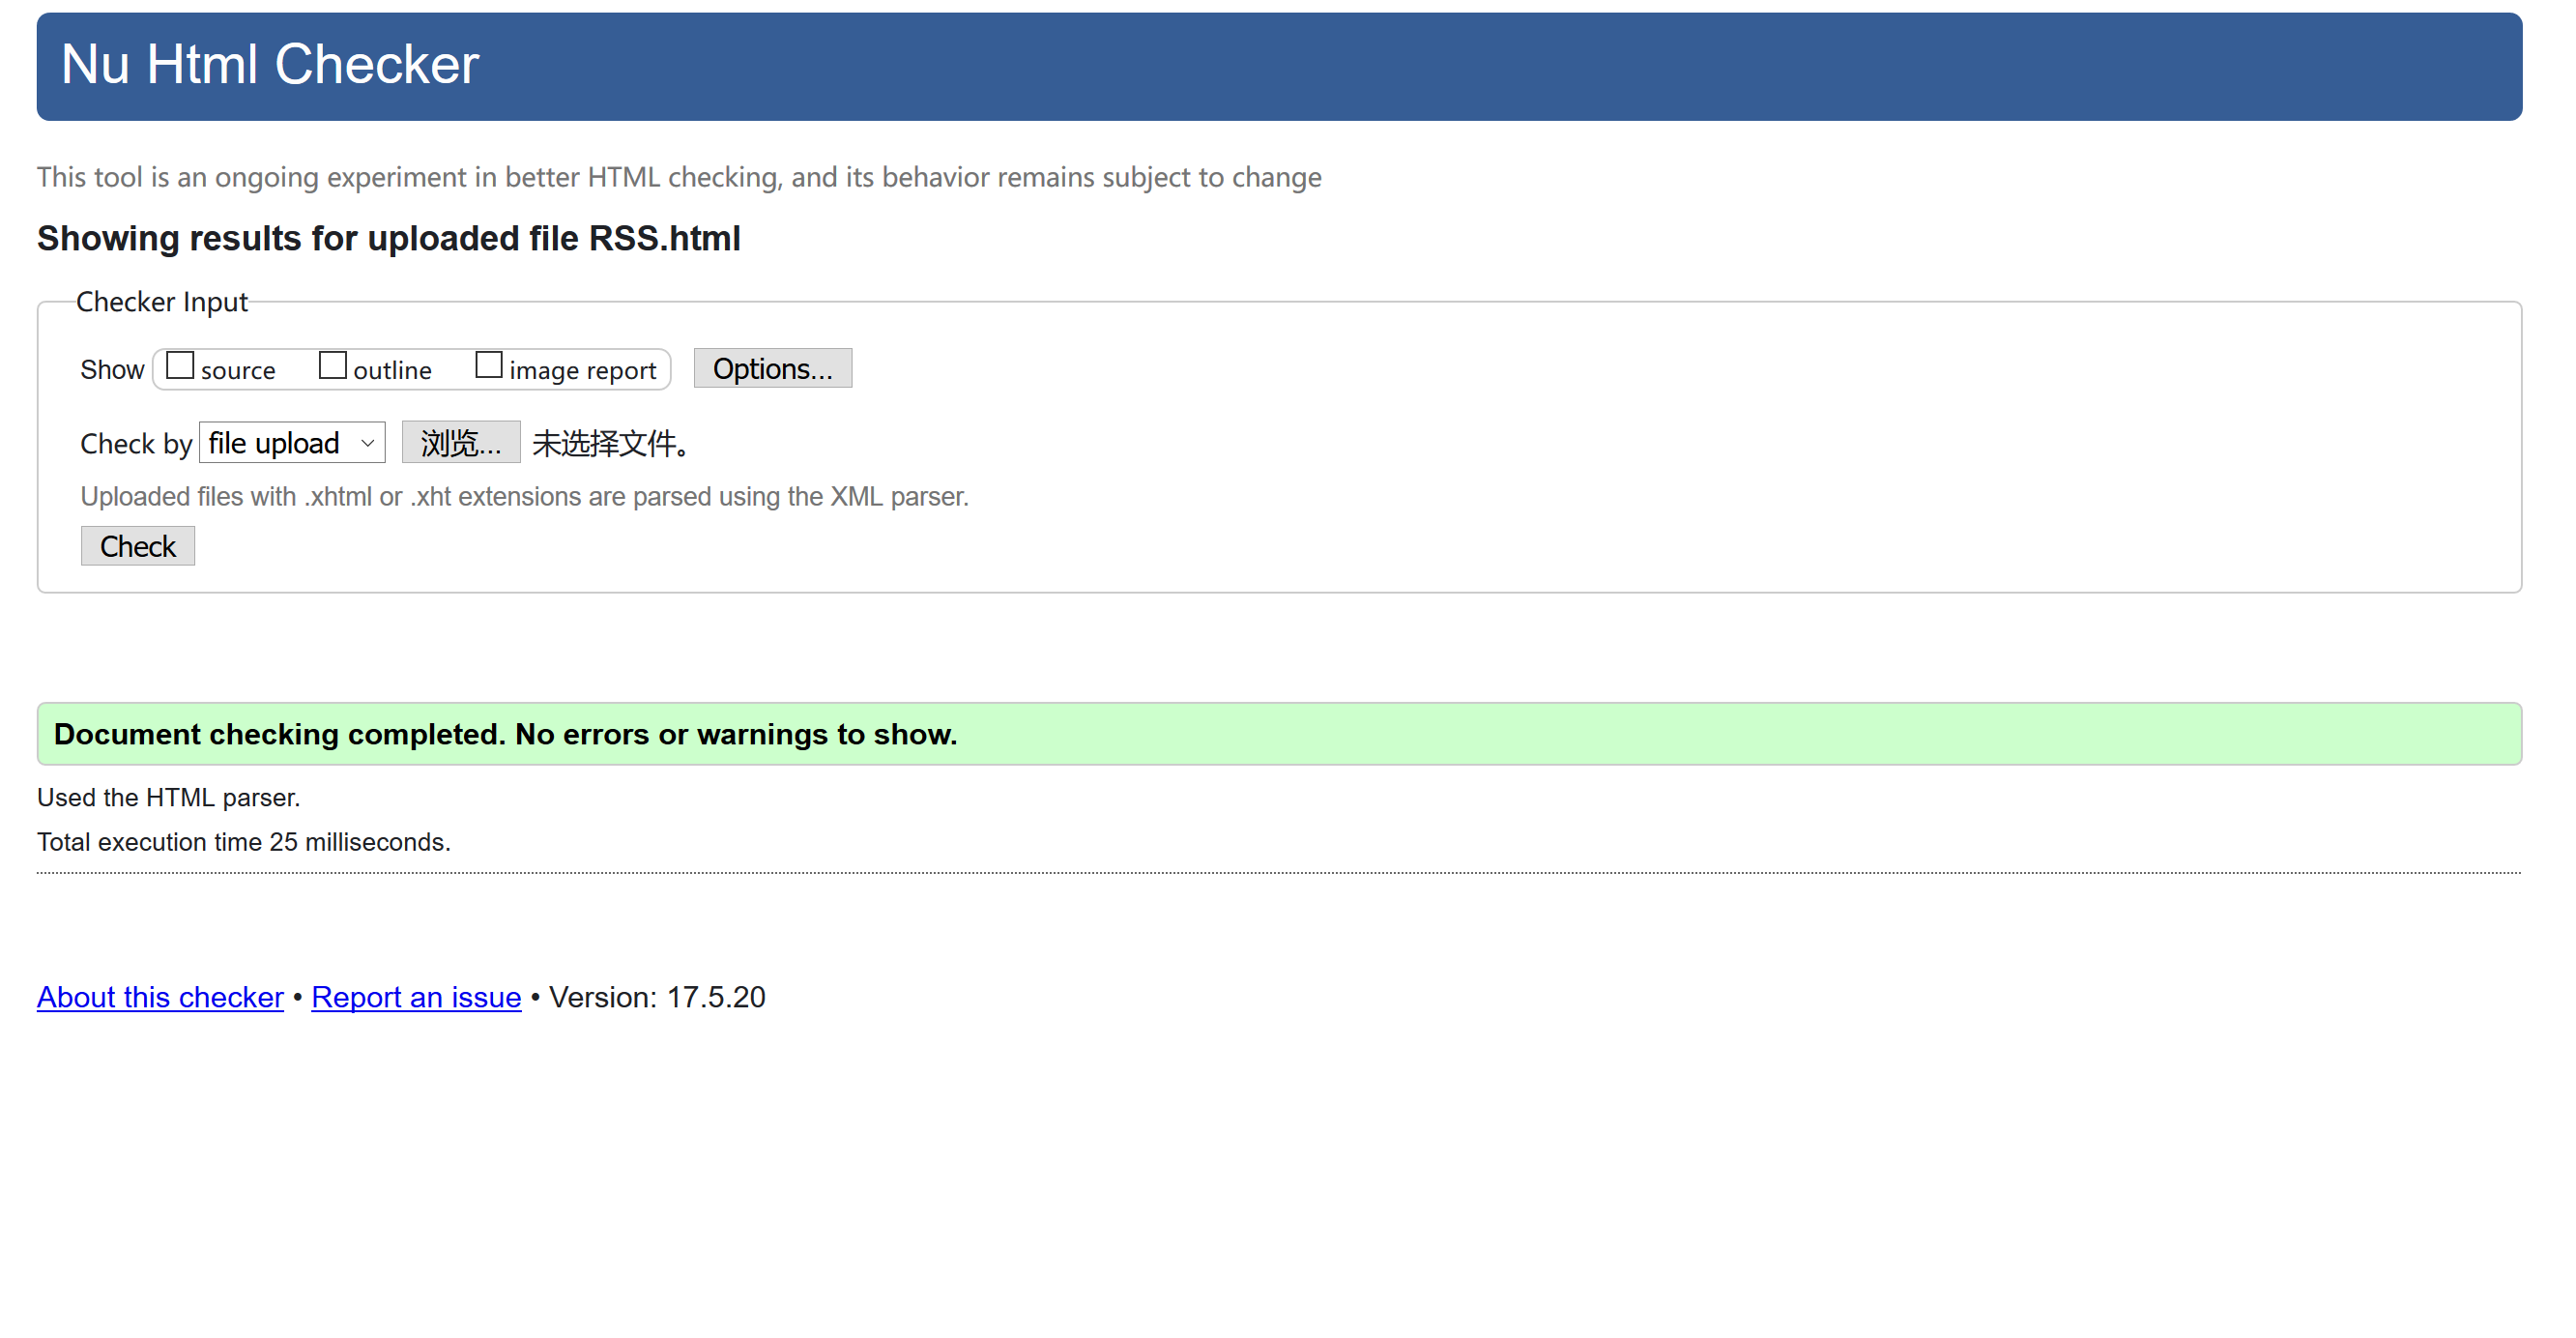 Nu Html Checker
This tool is an ongoing experiment in better HTML checking, and its behavior remains subject to change
Showing results for uploaded file RSS.html
Checker Input
Show source outline image report Options...
Check by file upload 浏览... 未选择文件。
Uploaded files with .xhtml or .xht extensions are parsed using the XML parser.
Check
Document checking completed. No errors or warnings to show.
Used the HTML parser.
Total execution time 25 milliseconds.
About this checker • Report an issue • Version: 17.5.20